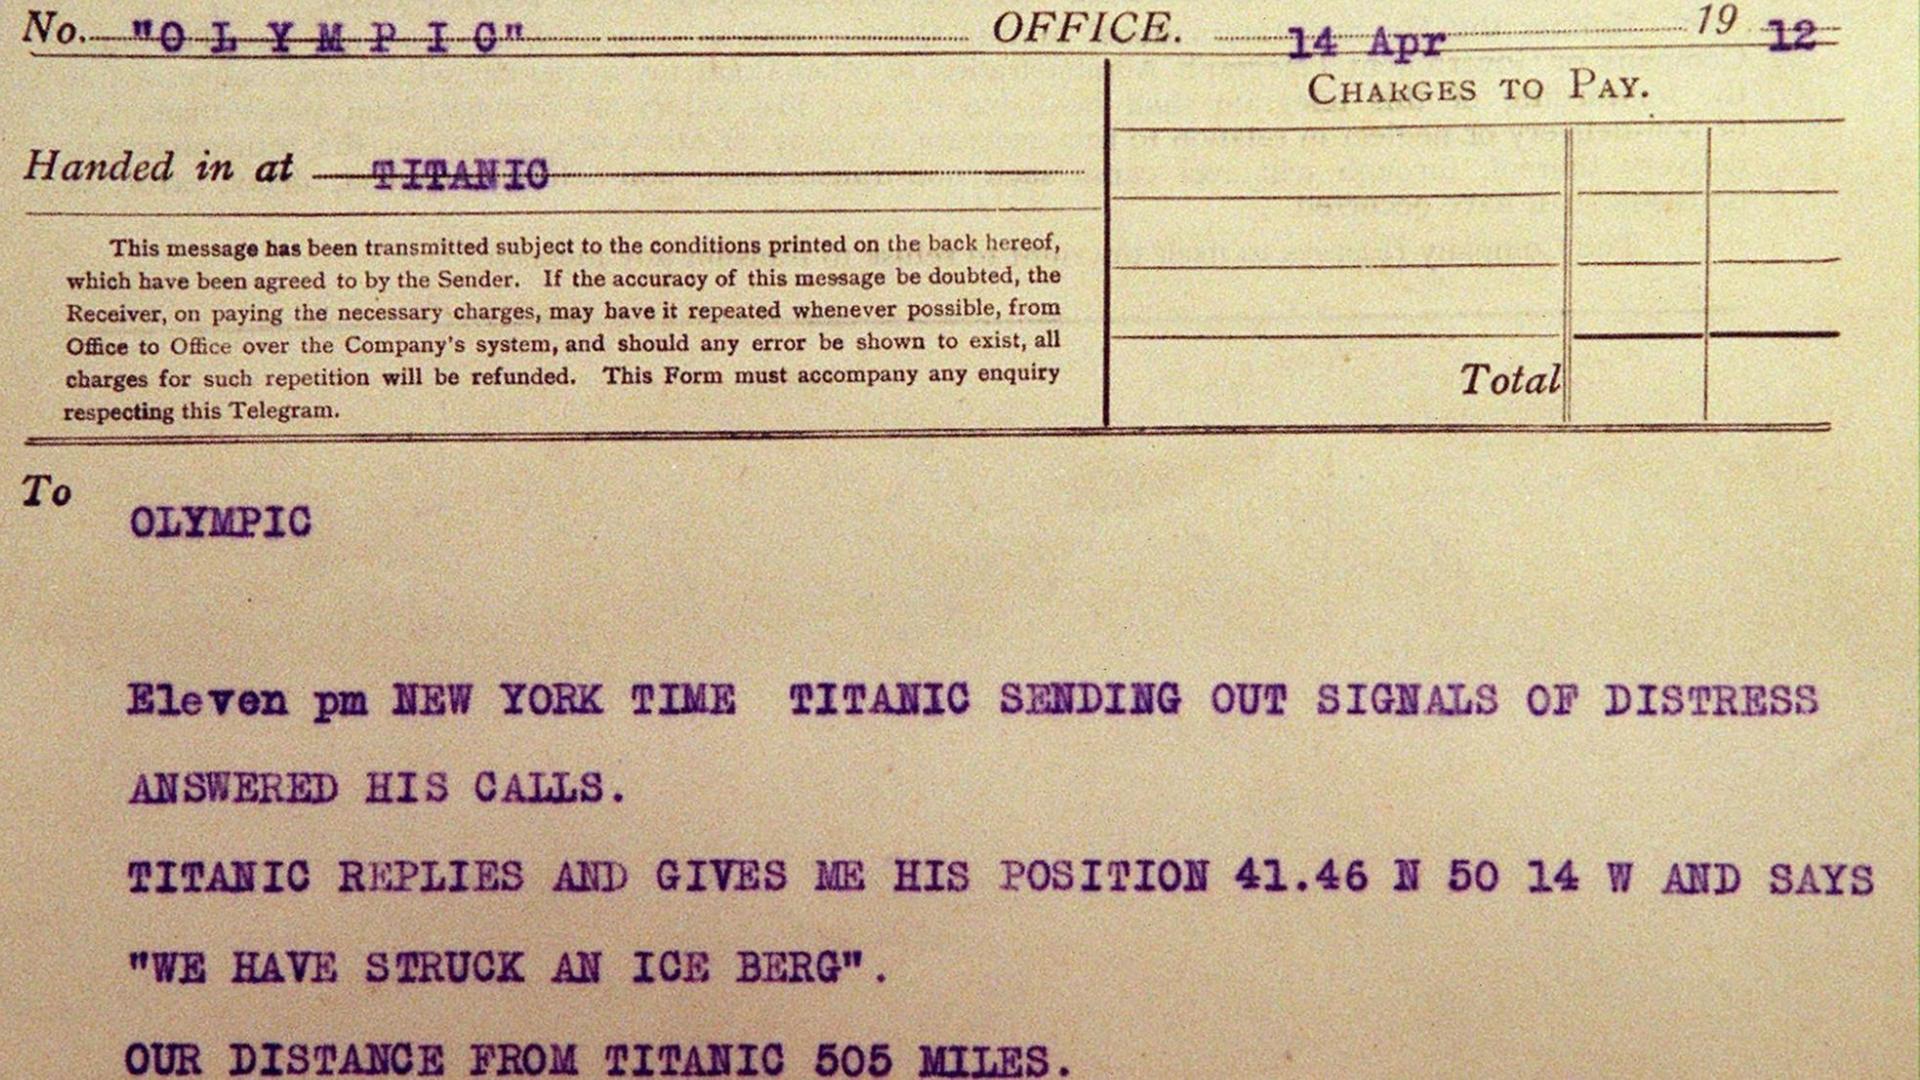 No. "OLYMPIC" OFFICE. 14 Apr 19 12
CHARGES TO PAY.
Handed in at TITANIC
This message has been transmitted subject to the conditions printed on the back hereof,
which have been agreed to by the Sender. If the accuracy of this message be doubted, the
Receiver, on paying the necessary charges, may have it repeated whenever possible, from
Office to Office over the Company's system, and should any error be shown to exist, all
charges for such repetition will be refunded. This Form must accompany any enquiry
respecting this Telegram.
Total
To
OLYMPIC
Eleven pm NEW YORK TIME TITANIC SENDING OUT SIGNALS OF DISTRESS
ANSWERED HIS CALLS.
TITANIC REPLIES AND GIVES ME HIS POSITION 41.46 N 50 14 W AND SAYS
"WE HAVE STRUCK AN ICE BERG".
OUR DISTANCE FROM TITANIC 505 MILES.